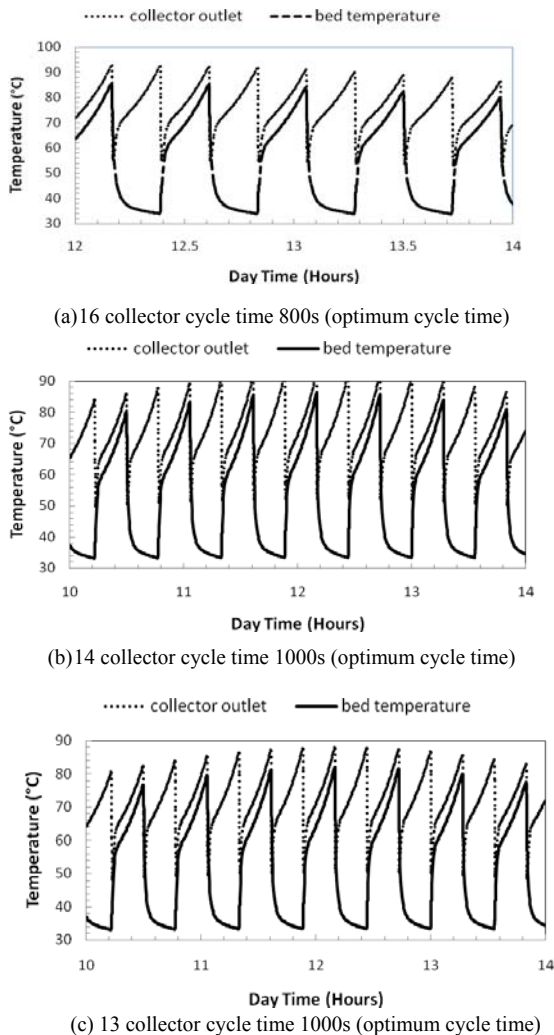 collector outlet bed temperature
Temperature (°C)
100
90
80
70
60
50
40
30
12 12.5 13 13.5 14
Day Time (Hours)
(a)16 collector cycle time 800s (optimum cycle time)
collector outlet bed temperature
Temperature (°C)
90
80
70
60
50
40
30
10 11 12 13 14
Day Time (Hours)
(b)14 collector cycle time 1000s (optimum cycle time)
collector outlet bed temperature
Temperature (°C)
90
80
70
60
50
40
30
10 11 12 13 14
Day Time (Hours)
(c) 13 collector cycle time 1000s (optimum cycle time)